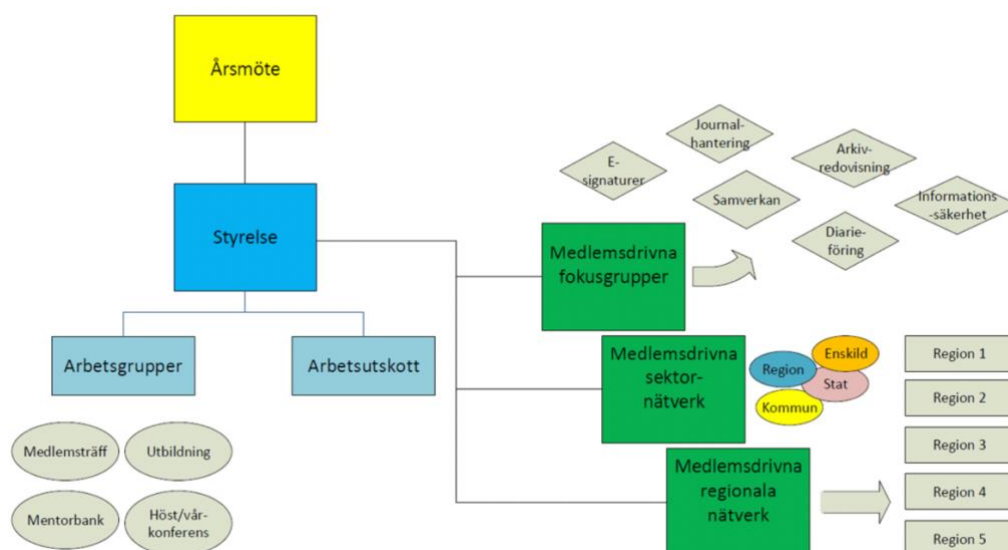 Årsmöte
Styrelse
Arbetsgrupper
Arbetsutskott
Medlemsträff
Utbildning
Mentorbank
Höst/vår-
konferens
Medlemsdrivna
fokusgrupper
E-
signaturer
Journal-
hantering
Arkiv-
redovisning
Samverkan
Informations
-säkerhet
Diarie-
föring
Medlemsdrivna
sektor-
nätverk
Region
Enskild
Stat
Kommun
Medlemsdrivna
regionala
nätverk
Region 1
Region 2
Region 3
Region 4
Region 5